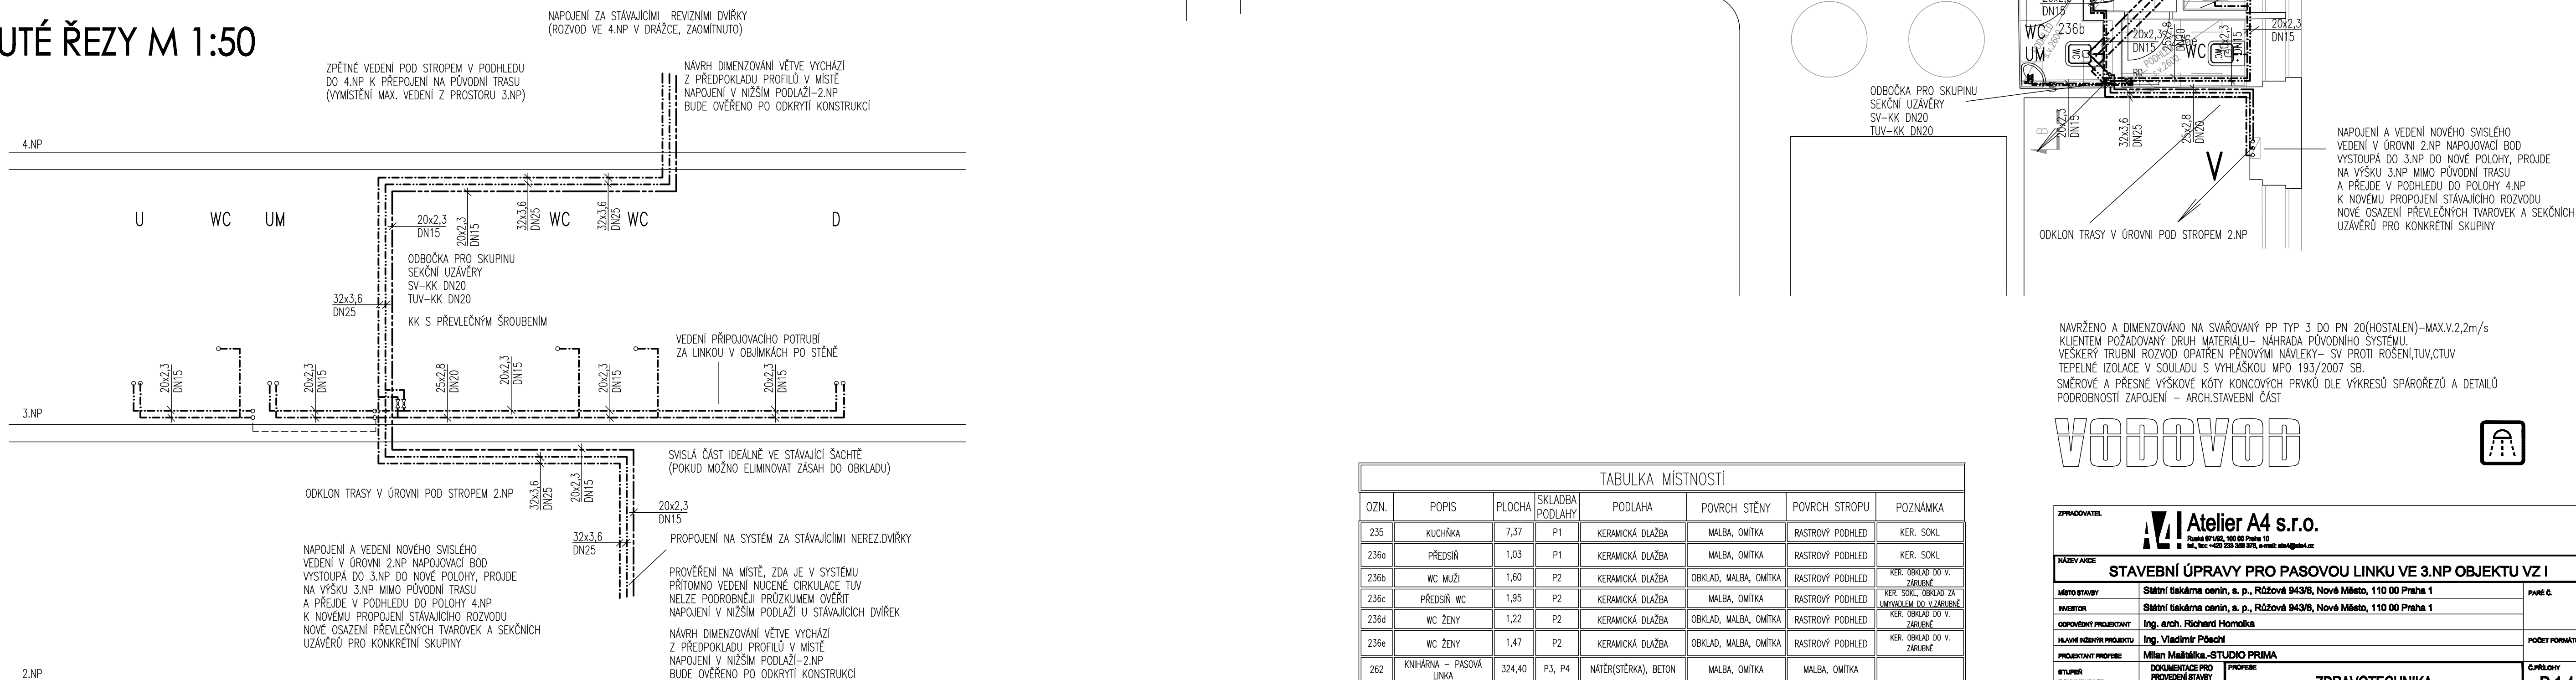 UTÉ ŘEZY M 1:50
NAPOJENÍ ZA STÁVAJÍCÍMI REVIZNÍMI DVÍŘKY
(ROZVOD VE 4.NP V DRÁŽCE, ZAOMÍTNUTO)
ZPĚTNÉ VEDENÍ POD STROPEM V PODHLEDU
DO 4.NP K PŘEPOJENÍ NA PŮVODNÍ TRASU
(VYMÍSTĚNÍ MAX. VEDENÍ Z PROSTORU 3.NP)
NÁVRH DIMENZOVÁNÍ VĚTVE VYCHÁZÍ
Z PŘEDPOKLADU PROFILŮ V MÍSTĚ
NAPOJENÍ V NIŽŠÍM PODLAŽÍ-2.NP
BUDE OVĚŘENO PO ODKRYTÍ KONSTRUKCÍ
4.NP
U
WC
UM
WC
WC
D
20x2,3
DN15
20x2,3
DN15
32x3,6
DN25
32x3,6
DN25
ODBOČKA PRO SKUPINU
SEKČNÍ UZÁVĚRY
SV-KK DN20
TUV-KK DN20
32x3,6
DN25
KK S PŘEVLEČNÝM ŠROUBENÍM
VEDENÍ PŘIPOJOVACÍHO POTRUBÍ
ZA LINKOU V OBJÍMKÁCH PO STĚNĚ
20x2,3
DN15
20x2,3
DN15
25x2,8
DN20
20x2,3
DN15
20x2,3
DN15
20x2,3
DN15
3.NP
SVISLÁ ČÁST IDEÁLNĚ VE STÁVAJÍCÍ ŠACHTĚ
(POKUD MOŽNO ELIMINOVAT ZÁSAH DO OBKLADU)
ODKLON TRASY V ÚROVNI POD STROPEM 2.NP
32x3,6
DN25
20x2,3
DN15
20x2,3
DN15
32x3,6
DN25
PROPOJENÍ NA SYSTÉM ZA STÁVAJÍCÍIMI NEREZ.DVÍŘKY
NAPOJENÍ A VEDENÍ NOVÉHO SVISLÉHO
VEDENÍ V ÚROVNI 2.NP NAPOJOVACÍ BOD
VYSTOUPÁ DO 3.NP DO NOVÉ POLOHY, PROJDE
NA VÝŠKU 3.NP MIMO PŮVODNÍ TRASU
A PŘEJDE V PODHLEDU DO POLOHY 4.NP
K NOVÉMU PROPOJENÍ STÁVAJÍCÍHO ROZVODU
NOVÉ OSAZENÍ PŘEVLEČNÝCH TVAROVEK A SEKČNÍCH
UZÁVĚRŮ PRO KONKRÉTNÍ SKUPINY
PROVĚŘENÍ NA MÍSTĚ, ZDA JE V SYSTÉMU
PŘÍTOMNO VEDENÍ NUCENÉ CIRKULACE TUV
NELZE PODROBNĚJI PRŮZKUMEM OVĚŘIT
NAPOJENÍ V NIŽŠÍM PODLAŽÍ U STÁVAJÍCÍCH DVÍŘEK
NÁVRH DIMENZOVÁNÍ VĚTVE VYCHÁZÍ
Z PŘEDPOKLADU PROFILŮ V MÍSTĚ
NAPOJENÍ V NIŽŠÍM PODLAŽÍ-2.NP
BUDE OVĚŘENO PO ODKRYTÍ KONSTRUKCÍ
2.NP
DN15
WC 236b
UM
20x2,3
DN15
25x2,8
DN20
WC
20x2,3
DN15
20x2,3
DN15
PODHLED
s.v.2600
ODBOČKA PRO SKUPINU
SEKČNÍ UZÁVĚRY
SV-KK DN20
TUV-KK DN20
20x2,3
DN15
32x3,6
DN25
25x2,8
DN20
V
NAPOJENÍ A VEDENÍ NOVÉHO SVISLÉHO
VEDENÍ V ÚROVNI 2.NP NAPOJOVACÍ BOD
VYSTOUPÁ DO 3.NP DO NOVÉ POLOHY, PROJDE
NA VÝŠKU 3.NP MIMO PŮVODNÍ TRASU
A PŘEJDE V PODHLEDU DO POLOHY 4.NP
K NOVÉMU PROPOJENÍ STÁVAJÍCÍHO ROZVODU
NOVÉ OSAZENÍ PŘEVLEČNÝCH TVAROVEK A SEKČNÍCH
UZÁVĚRŮ PRO KONKRÉTNÍ SKUPINY
ODKLON TRASY V ÚROVNI POD STROPEM 2.NP
NAVRŽENO A DIMENZOVÁNO NA SVAŘOVANÝ PP TYP 3 DO PN 20(HOSTALEN)-MAX.V.2,2m/s
KLIENTEM POŽADOVANÝ DRUH MATERIÁLU- NÁHRADA PŮVODNÍHO SYSTÉMU.
VEŠKERÝ TRUBNÍ ROZVOD OPATŘEN PĚNOVÝMI NÁVLEKY- SV PROTI ROŠENÍ,TUV,CTUV
TEPELNÉ IZOLACE V SOULADU S VYHLÁŠKOU MPO 193/2007 SB.
SMĚROVÉ A PŘESNÉ VÝŠKOVÉ KÓTY KONCOVÝCH PRVKŮ DLE VÝKRESŮ SPÁROŘEZŮ A DETAILŮ
PODROBNOSTÍ ZAPOJENÍ - ARCH.STAVEBNÍ ČÁST
VODOVOD
TABULKA MÍSTNOSTÍ
OZN. POPIS PLOCHA SKLADBA PODLAHY PODLAHA POVRCH STĚNY POVRCH STROPU POZNÁMKA
235 KUCHŇKA 7,37 P1 KERAMICKÁ DLAŽBA MALBA, OMÍTKA RASTROVÝ PODHLED KER. SOKL
236a PŘEDSÍŇ 1,03 P1 KERAMICKÁ DLAŽBA MALBA, OMÍTKA RASTROVÝ PODHLED KER. SOKL
236b WC MUŽI 1,60 P2 KERAMICKÁ DLAŽBA OBKLAD, MALBA, OMÍTKA RASTROVÝ PODHLED KER. OBKLAD DO V. ZÁRUBNĚ
236c PŘEDSÍŇ WC 1,95 P2 KERAMICKÁ DLAŽBA MALBA, OMÍTKA RASTROVÝ PODHLED KER. SOKL, OBKLAD ZA UMYVADLEM DO V.ZÁRUBNĚ
236d WC ŽENY 1,22 P2 KERAMICKÁ DLAŽBA OBKLAD, MALBA, OMÍTKA RASTROVÝ PODHLED KER. OBKLAD DO V. ZÁRUBNĚ
236e WC ŽENY 1,47 P2 KERAMICKÁ DLAŽBA OBKLAD, MALBA, OMÍTKA RASTROVÝ PODHLED KER. OBKLAD DO V. ZÁRUBNĚ
262 KNIHÁRNA - PASOVÁ LINKA 324,40 P3, P4 NÁTĚR(STĚRKA), BETON MALBA, OMÍTKA MALBA, OMÍTKA
ZPRACOVATEL
A4 Atelier A4 s.r.o.
Ruská 971/92, 100 00 Praha 10
NÁZEV AKCE
STAVEBNÍ ÚPRAVY PRO PASOVOU LINKU VE 3.NP OBJEKTU VZ I
MÍSTO STAVBY Státní tiskárna cenin, a. p., Růžová 943/6, Nové Město, 110 00 Praha 1 PARÉ Č.
INVESTOR Státní tiskárna cenin, a. p., Růžová 943/6, Nové Město, 110 00 Praha 1
ODPOVĚDNÝ PROJEKTANT Ing. arch. Richard Homolka
HLAVNÍ INŽENÝR PROJEKTU Ing. Vladimír Pöschl POČET FORMÁT
PROJEKTANT PROFESE Milan Maštálka.-STUDIO PRIMA
STUPEŇ DOKUMENTACE PRO PROVEDENÍ STAVBY PROFESE Č.PŘÍLOHY
ZDRAVOTECHNIKA